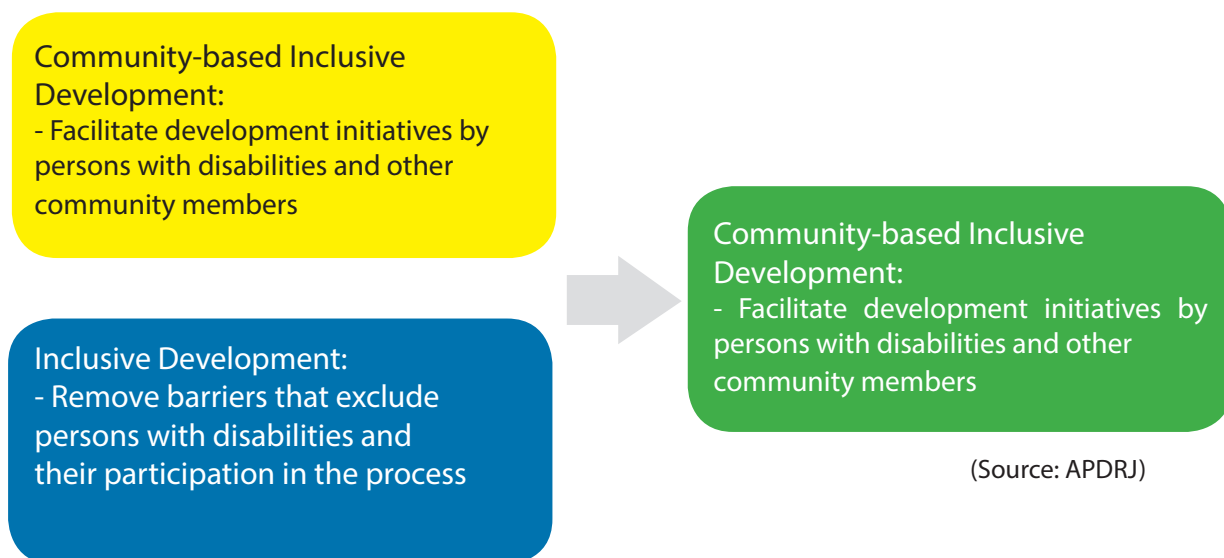 Community-based Inclusive
Development:
- Facilitate development initiatives by
persons with disabilities and other
community members
Inclusive Development:
- Remove barriers that exclude
persons with disabilities and
their participation in the process
Community-based Inclusive
Development:
- Facilitate development initiatives by
persons with disabilities and other
community members
(Source: APDRJ)